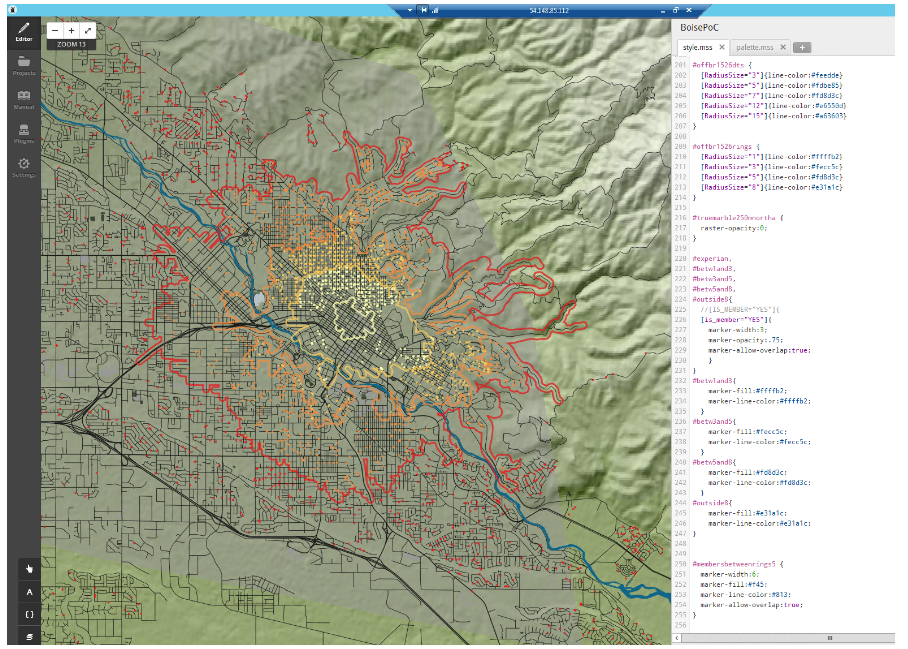 54.148.85.112
Editor
Projects
Manual
Plugins
Settings
ZOOM 13
A
{ }
BoisePoC
style.mss
palette.mss
201 #offbr1526dts {
202 [RadiusSize="3"]{line-color:#feedde}
203 [RadiusSize="5"]{line-color:#fdbe85}
204 [RadiusSize="7"]{line-color:#fd8d3c}
205 [RadiusSize="12"]{line-color:#e6550d}
206 [RadiusSize="15"]{line-color:#a63603}
207 }
208
209 #offbr1526rings {
210 [RadiusSize="1"]{line-color:#ffffb2}
211 [RadiusSize="3"]{line-color:#fecc5c}
212 [RadiusSize="5"]{line-color:#fd8d3c}
213 [RadiusSize="8"]{line-color:#e31a1c}
214 }
215
216 #truemarble250mnortha {
217 raster-opacity:0;
218 }
219
220 #experian,
221 #betw1and3,
222 #betw3and5,
223 #betw5and8,
224 #outside8{
225 //[IS_MEMBER="YES"]{
226 [is_member="YES"]{
227 marker-width:3;
228 marker-opacity:.75;
229 marker-allow-overlap:true;
230 }
231 }
232 #betw1and3{
233 marker-fill:#ffffb2;
234 marker-line-color:#ffffb2;
235 }
236 #betw3and5{
237 marker-fill:#fecc5c;
238 marker-line-color:#fecc5c;
239 }
240 #betw5and8{
241 marker-fill:#fd8d3c;
242 marker-line-color:#fd8d3c;
243 }
244 #outside8{
245 marker-fill:#e31a1c;
246 marker-line-color:#e31a1c;
247 }
248
249
250 #membersbetweenrings5 {
251 marker-width:6;
252 marker-fill:#f45;
253 marker-line-color:#813;
254 marker-allow-overlap:true;
255 }
256